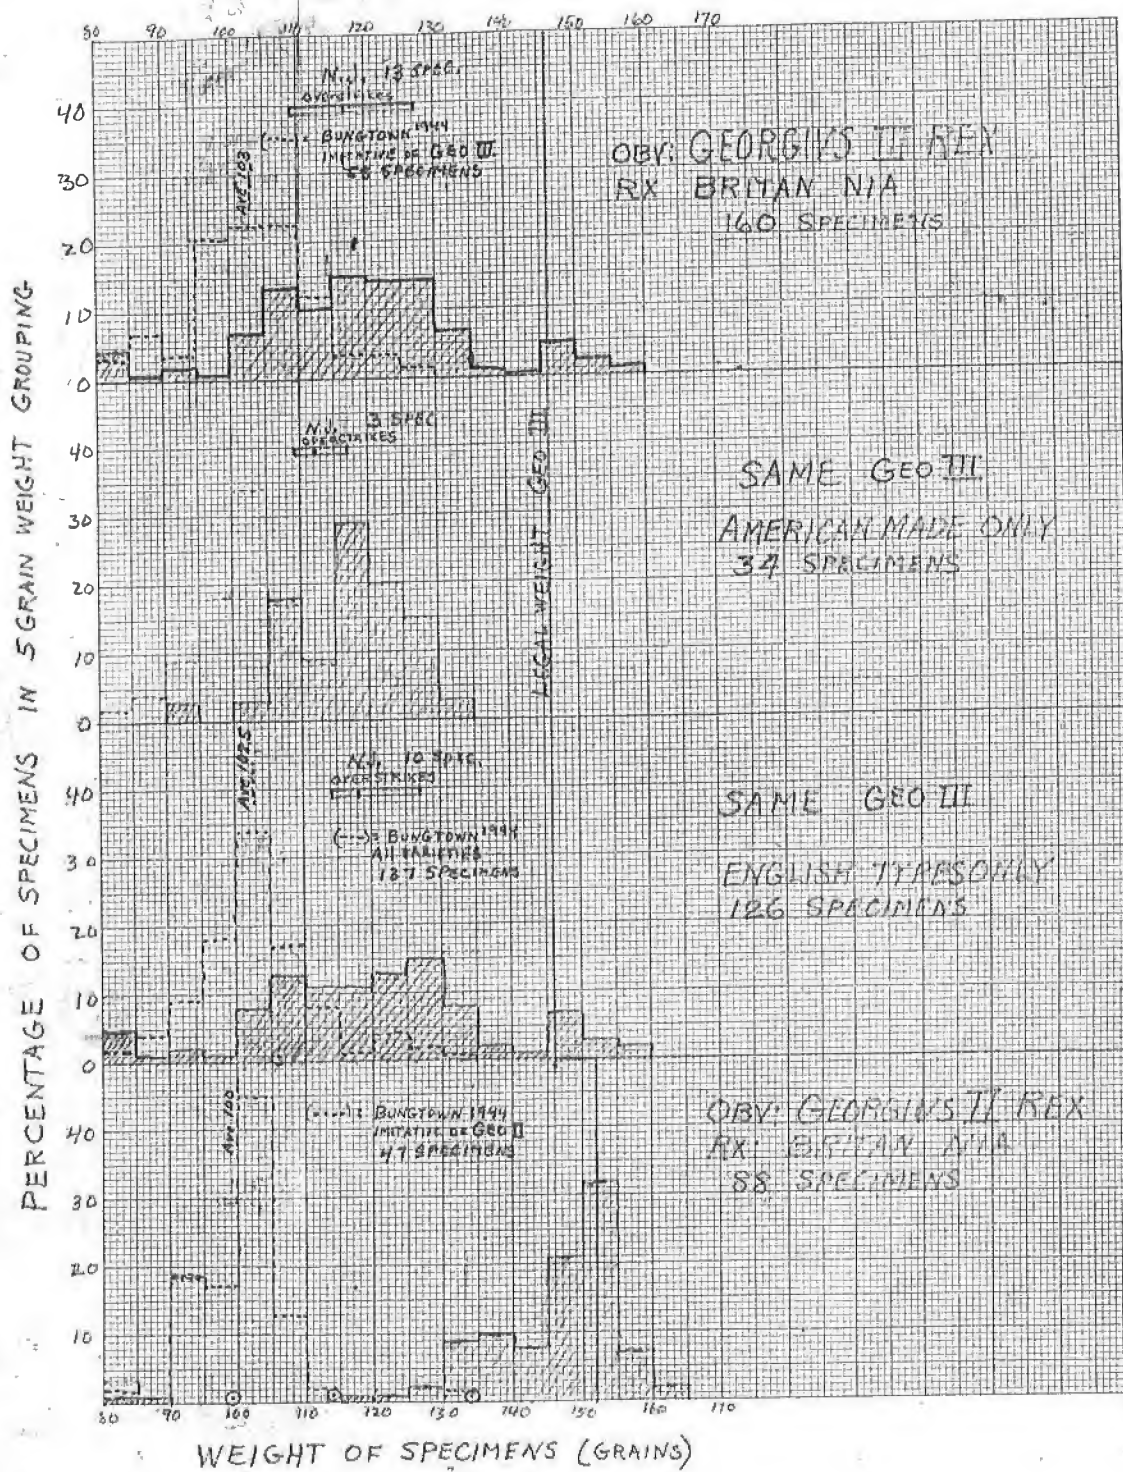 80 90 100 110 120 130 140 150 160 170
PERCENTAGE OF SPECIMENS IN 5 GRAIN WEIGHT GROUPING
40
30
20
10
0
N.J. 13 SPEC.
OVERSTRIKES
(----): BUNGTOWN 1944
IMITATIVE OF GEO III.
58 SPECIMENS
AVE 103
OBV: GEORGIVS III REX
RX BRITAN NIA
160 SPECIMENS
40
30
20
10
0
N.J. 3 SPEC
OVERSTRIKES
LEGAL WEIGHT GEO III
SAME GEO III
AMERICAN MADE ONLY
34 SPECIMENS
40
30
20
10
0
Ave. 102.5
N.J. 10 SPEC.
OVERSTRIKES
(---): BUNGTOWN 1944
All VARIETIES
137 SPECIMENS
SAME GEO III
ENGLISH TYPES ONLY
126 SPECIMENS
40
30
20
10
Ave 100
(----): BUNGTOWN 1944
IMITATIVE OF GEO II
47 SPECIMENS
OBV: GEORGIVS II REX
RX: BRITAN NIA
88 SPECIMENS
80 90 100 110 120 130 140 150 160 170
WEIGHT OF SPECIMENS (GRAINS)